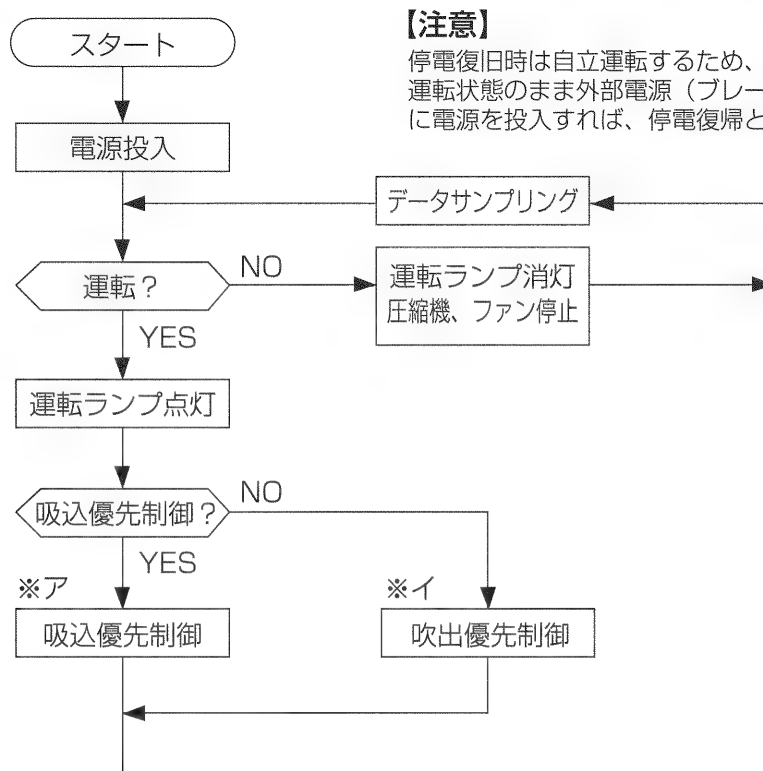 スタート
【注意】
停電復旧時は自立運転するため、
運転状態のまま外部電源（ブレー
に電源を投入すれば、停電復帰と
電源投入
データサンプリング
運転？
NO
運転ランプ消灯
圧縮機、ファン停止
YES
運転ランプ点灯
吸込優先制御？
NO
YES
※ア
※イ
吸込優先制御
吹出優先制御